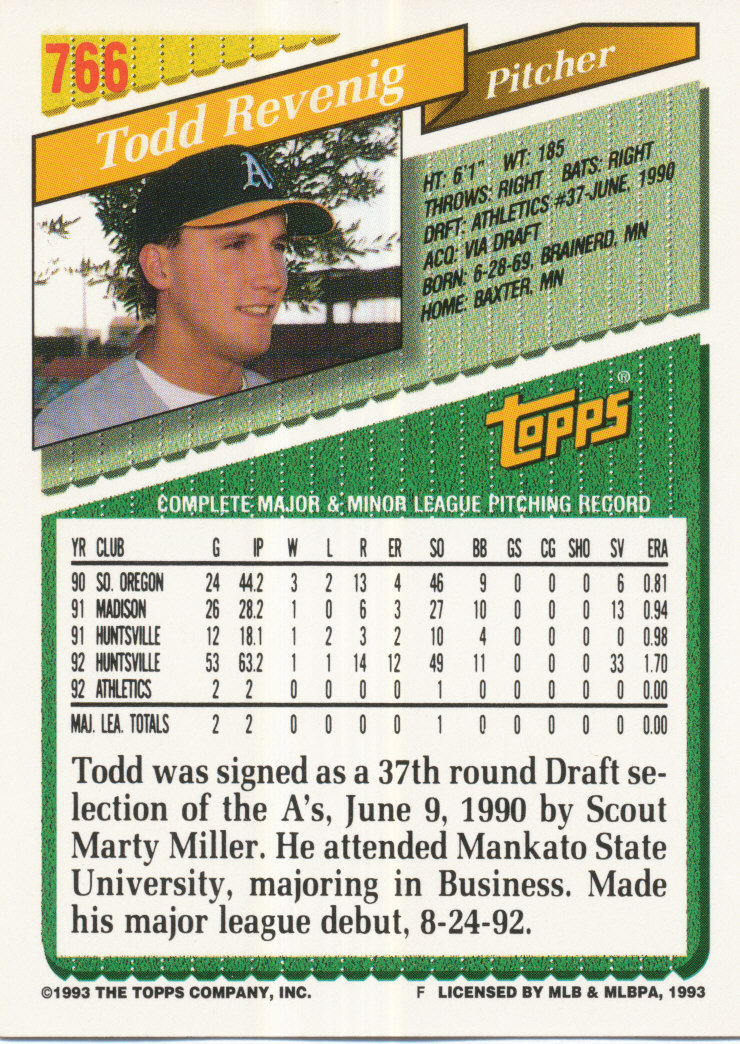 766
Todd Revenig
Pitcher
A
HT: 6'1" WT: 185
THROWS: RIGHT BATS: RIGHT
DRFT: ATHLETICS #37-JUNE, 1990
ACQ: VIA DRAFT
BORN: 6-28-69, BRAINERD, MN
HOME: BAXTER, MN
Topps®
COMPLETE MAJOR & MINOR LEAGUE PITCHING RECORD
YR CLUB G IP W L R ER SO BB GS CG SHO SV ERA
90 SO. OREGON 24 44.2 3 2 13 4 46 9 0 0 0 6 0.81
91 MADISON 26 28.2 1 0 6 3 27 10 0 0 0 13 0.94
91 HUNTSVILLE 12 18.1 1 2 3 2 10 4 0 0 0 0 0.98
92 HUNTSVILLE 53 63.2 1 1 14 12 49 11 0 0 0 33 1.70
92 ATHLETICS 2 2 0 0 0 0 1 0 0 0 0 0 0.00
MAJ. LEA. TOTALS 2 2 0 0 0 0 1 0 0 0 0 0 0.00
Todd was signed as a 37th round Draft se-
lection of the A's, June 9, 1990 by Scout
Marty Miller. He attended Mankato State
University, majoring in Business. Made
his major league debut, 8-24-92.
©1993 THE TOPPS COMPANY, INC. F LICENSED BY MLB & MLBPA, 1993